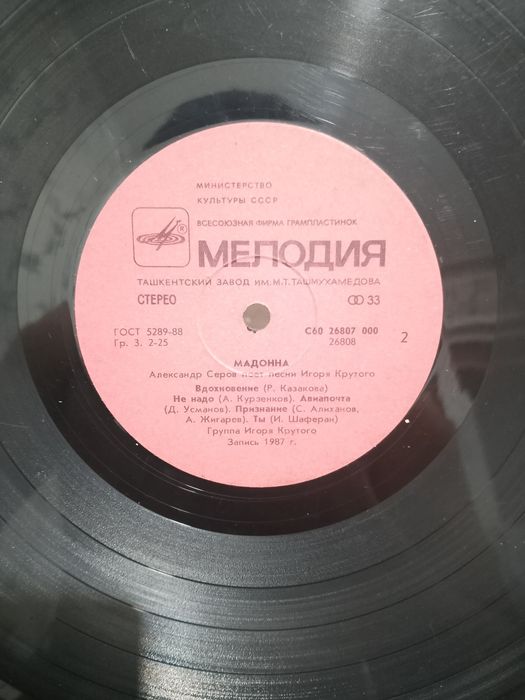 МИНИСТЕРСТВО
КУЛЬТУРЫ СССР
ВСЕСОЮЗНАЯ ФИРМА ГРАМПЛАСТИНОК
R
МЕЛОДИЯ
ТАШКЕНТСКИЙ ЗАВОД ИМ. М.Т. ТАШМУХАМЕДОВА
СТЕРЕО 33
ГОСТ 5289-88 С60 26807 000
Гр. 3. 2-25 26808 2
МАДОННА
Александр Серов поет песни Игоря Крутого
Вдохновение (Р. Казакова)
Не надо (А. Курзенков). Авиапочта
(Д. Усманов). Признание (С. Алиханов,
А. Жигарев). Ты (И. Шаферан)
Группа Игоря Крутого
Запись 1987 г.